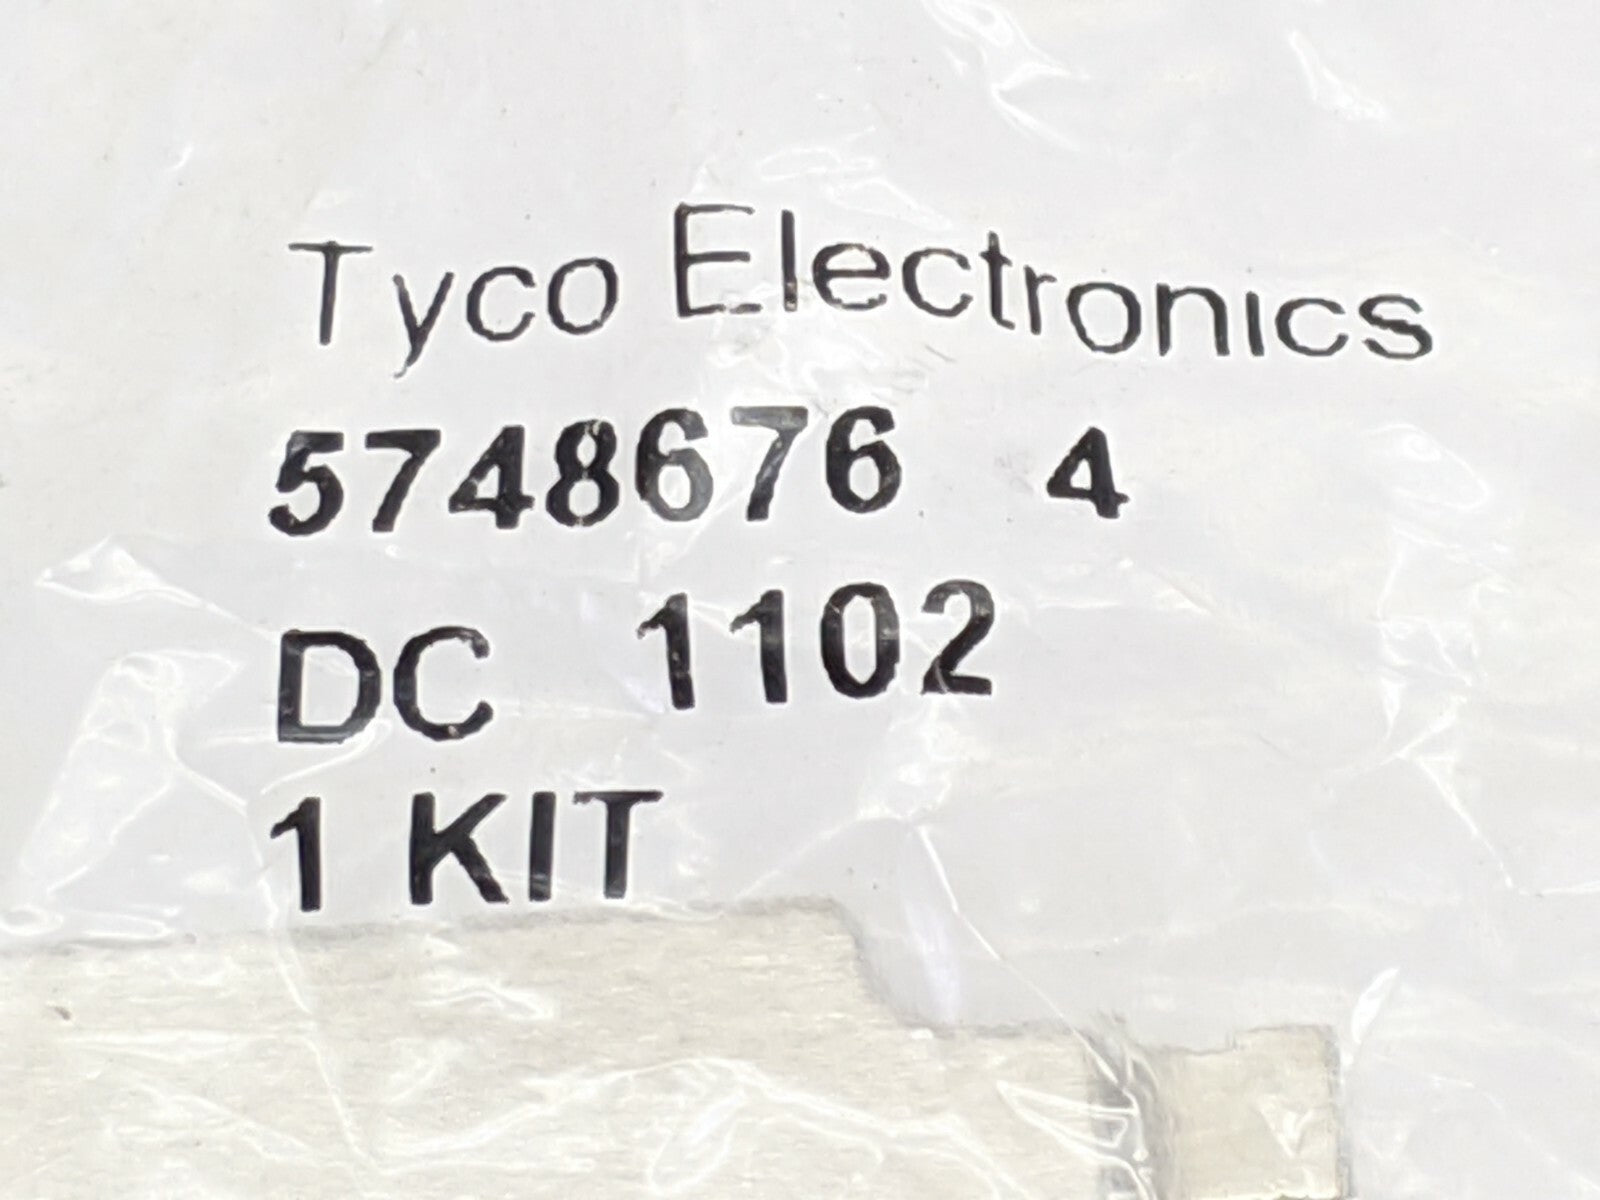 Tyco Electronics
5748676 4
DC 1102
1 KIT